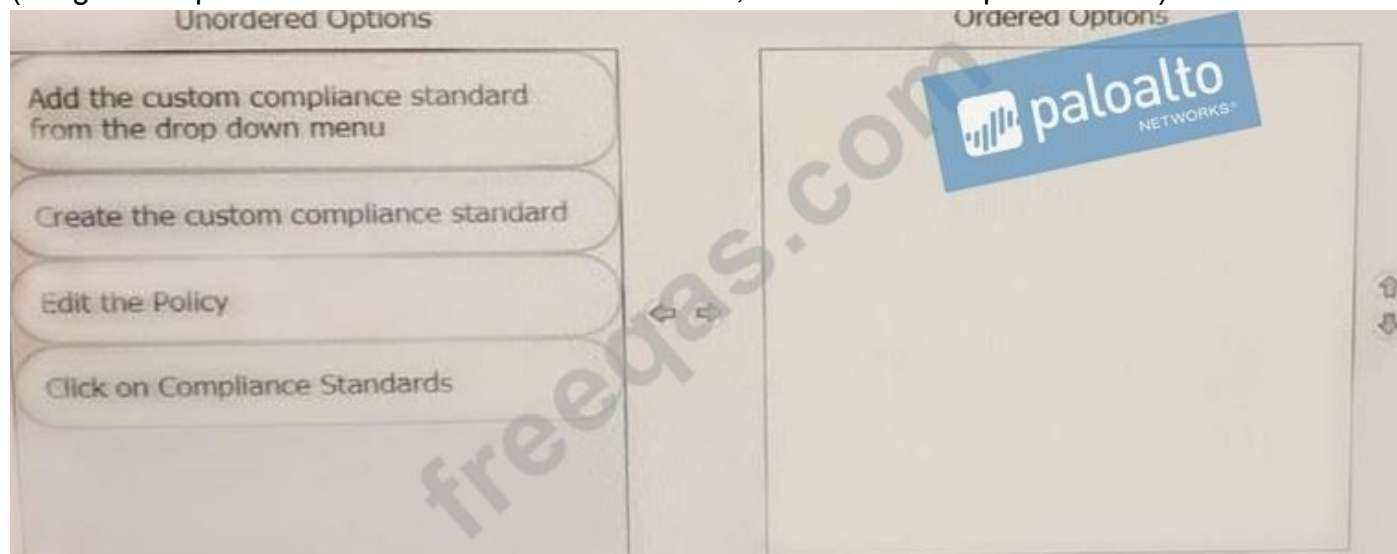 Unordered Options
Ordered Options
Add the custom compliance standard
from the drop down menu
Create the custom compliance standard
Edit the Policy
Click on Compliance Standards
paloalto
NETWORKS®
freeqas.com